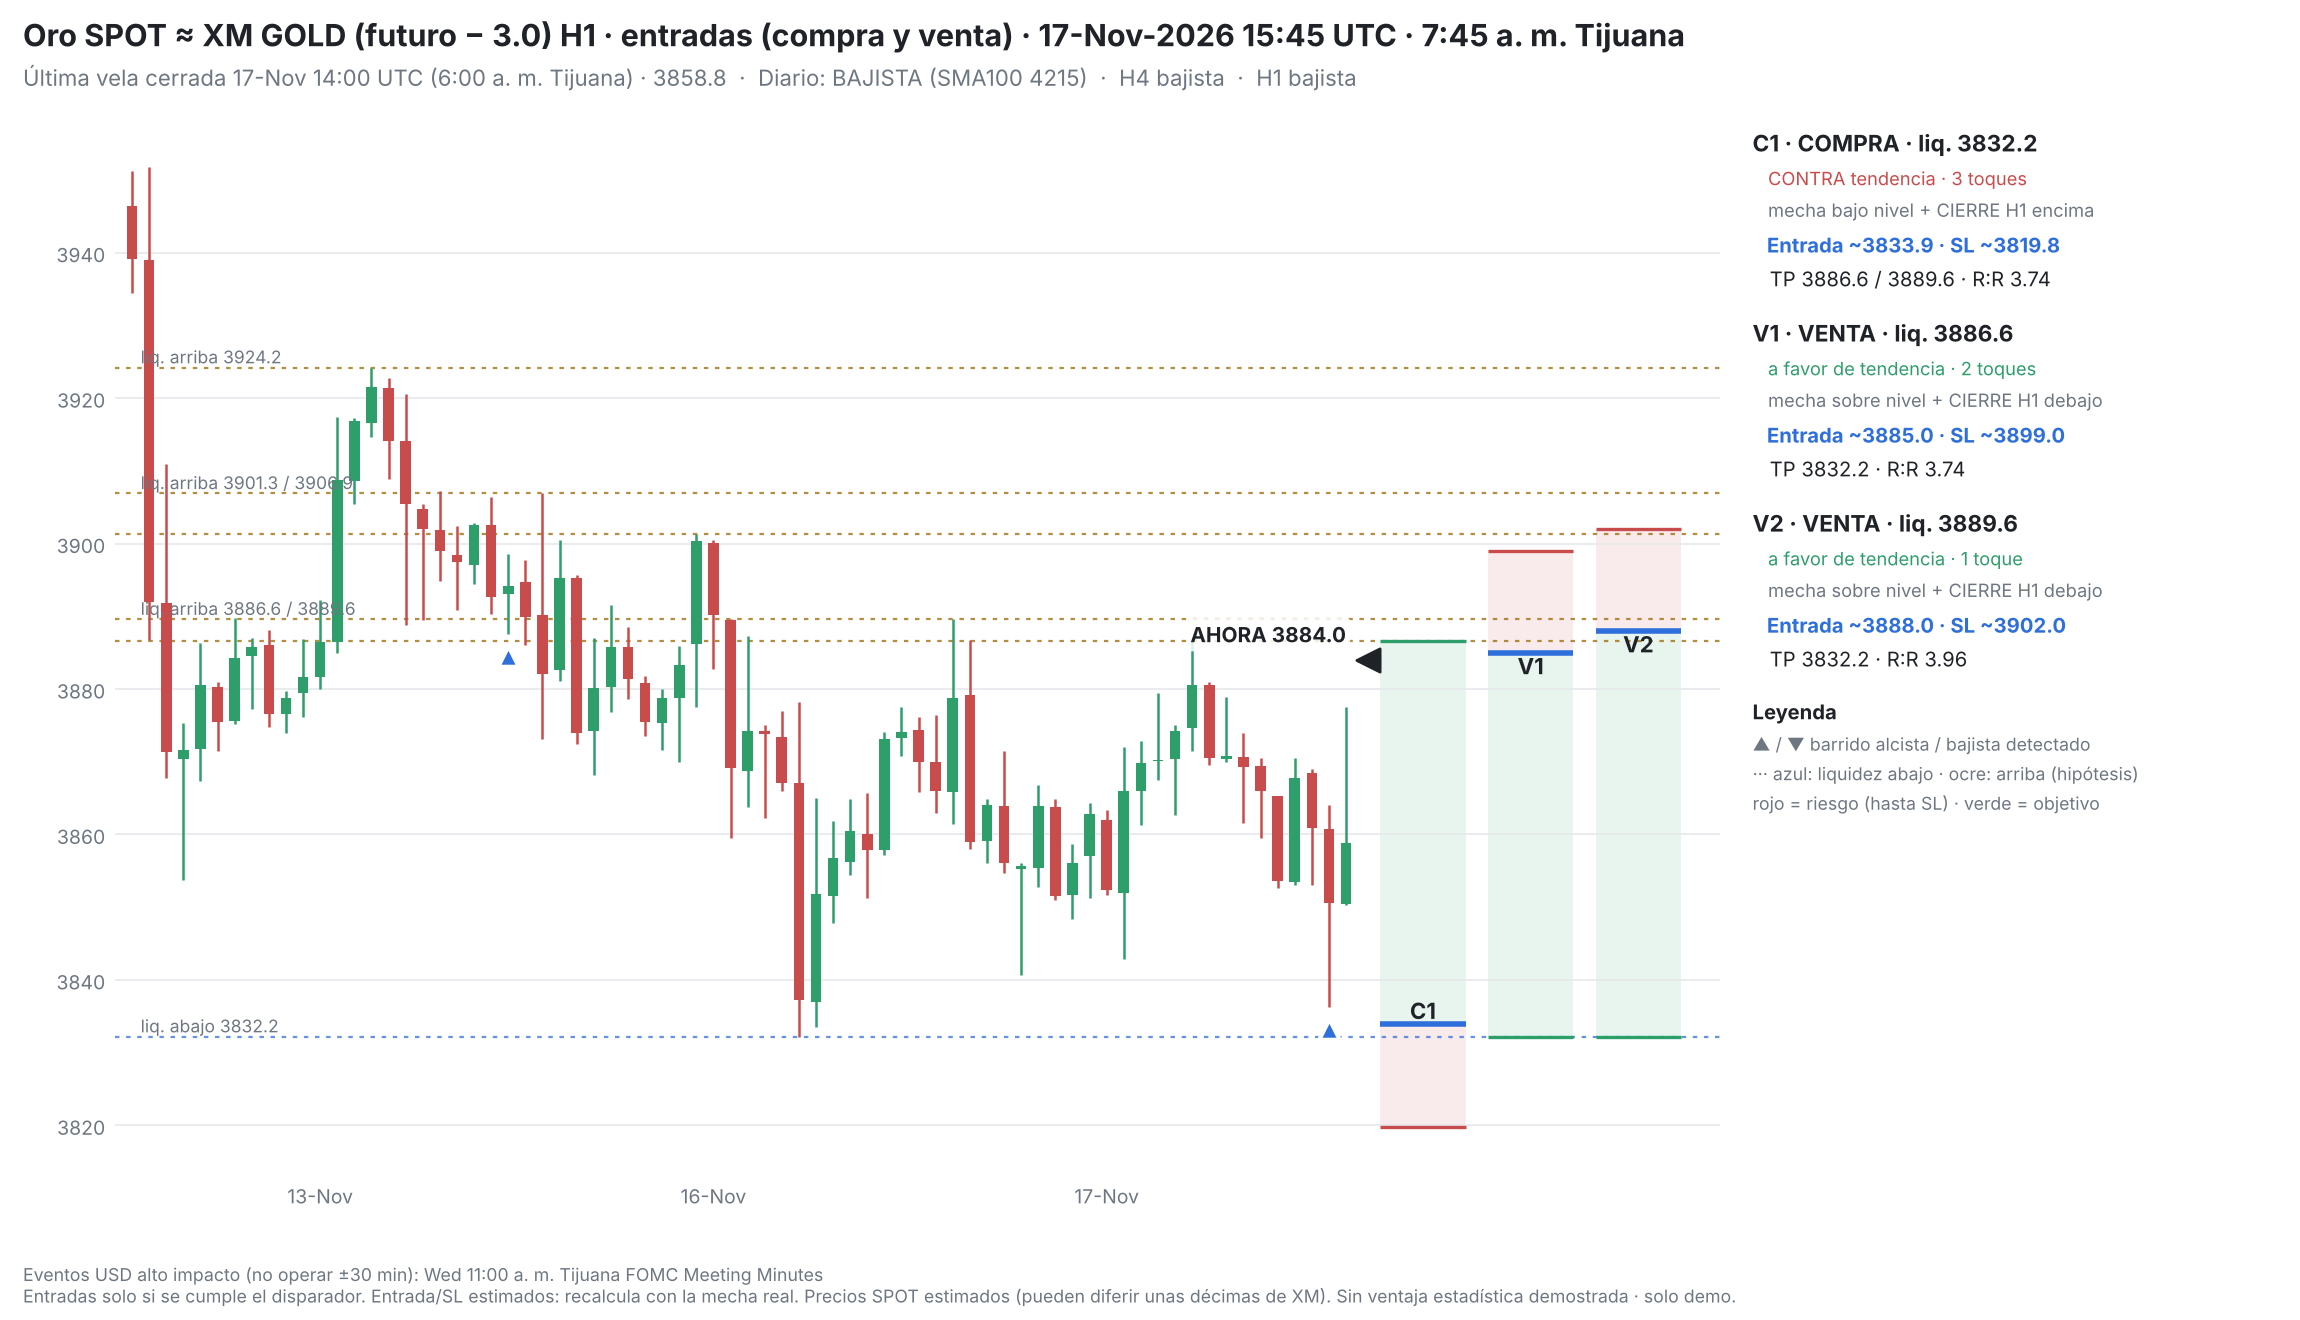 Oro SPOT ≈ XM GOLD (futuro − 3.0) H1 · entradas (compra y venta) · 17-Nov-2026 15:45 UTC · 7:45 a. m. Tijuana
Última vela cerrada 17-Nov 14:00 UTC (6:00 a. m. Tijuana) · 3858.8 · Diario: BAJISTA (SMA100 4215) · H4 bajista · H1 bajista
3940
3920
3900
3880
3860
3840
3820
liq. arriba 3924.2
liq. arriba 3901.3 / 3906.9
liq. arriba 3886.6 / 3889.6
liq. abajo 3832.2
AHORA 3884.0
C1
V1
V2
13-Nov
16-Nov
17-Nov
C1 · COMPRA · liq. 3832.2
CONTRA tendencia · 3 toques
mecha bajo nivel + CIERRE H1 encima
Entrada ~3833.9 · SL ~3819.8
TP 3886.6 / 3889.6 · R:R 3.74
V1 · VENTA · liq. 3886.6
a favor de tendencia · 2 toques
mecha sobre nivel + CIERRE H1 debajo
Entrada ~3885.0 · SL ~3899.0
TP 3832.2 · R:R 3.74
V2 · VENTA · liq. 3889.6
a favor de tendencia · 1 toque
mecha sobre nivel + CIERRE H1 debajo
Entrada ~3888.0 · SL ~3902.0
TP 3832.2 · R:R 3.96
Leyenda
▲ / ▼ barrido alcista / bajista detectado
··· azul: liquidez abajo · ocre: arriba (hipótesis)
rojo = riesgo (hasta SL) · verde = objetivo
Eventos USD alto impacto (no operar ±30 min): Wed 11:00 a. m. Tijuana FOMC Meeting Minutes
Entradas solo si se cumple el disparador. Entrada/SL estimados: recalcula con la mecha real. Precios SPOT estimados (pueden diferir unas décimas de XM). Sin ventaja estadística demostrada · solo demo.